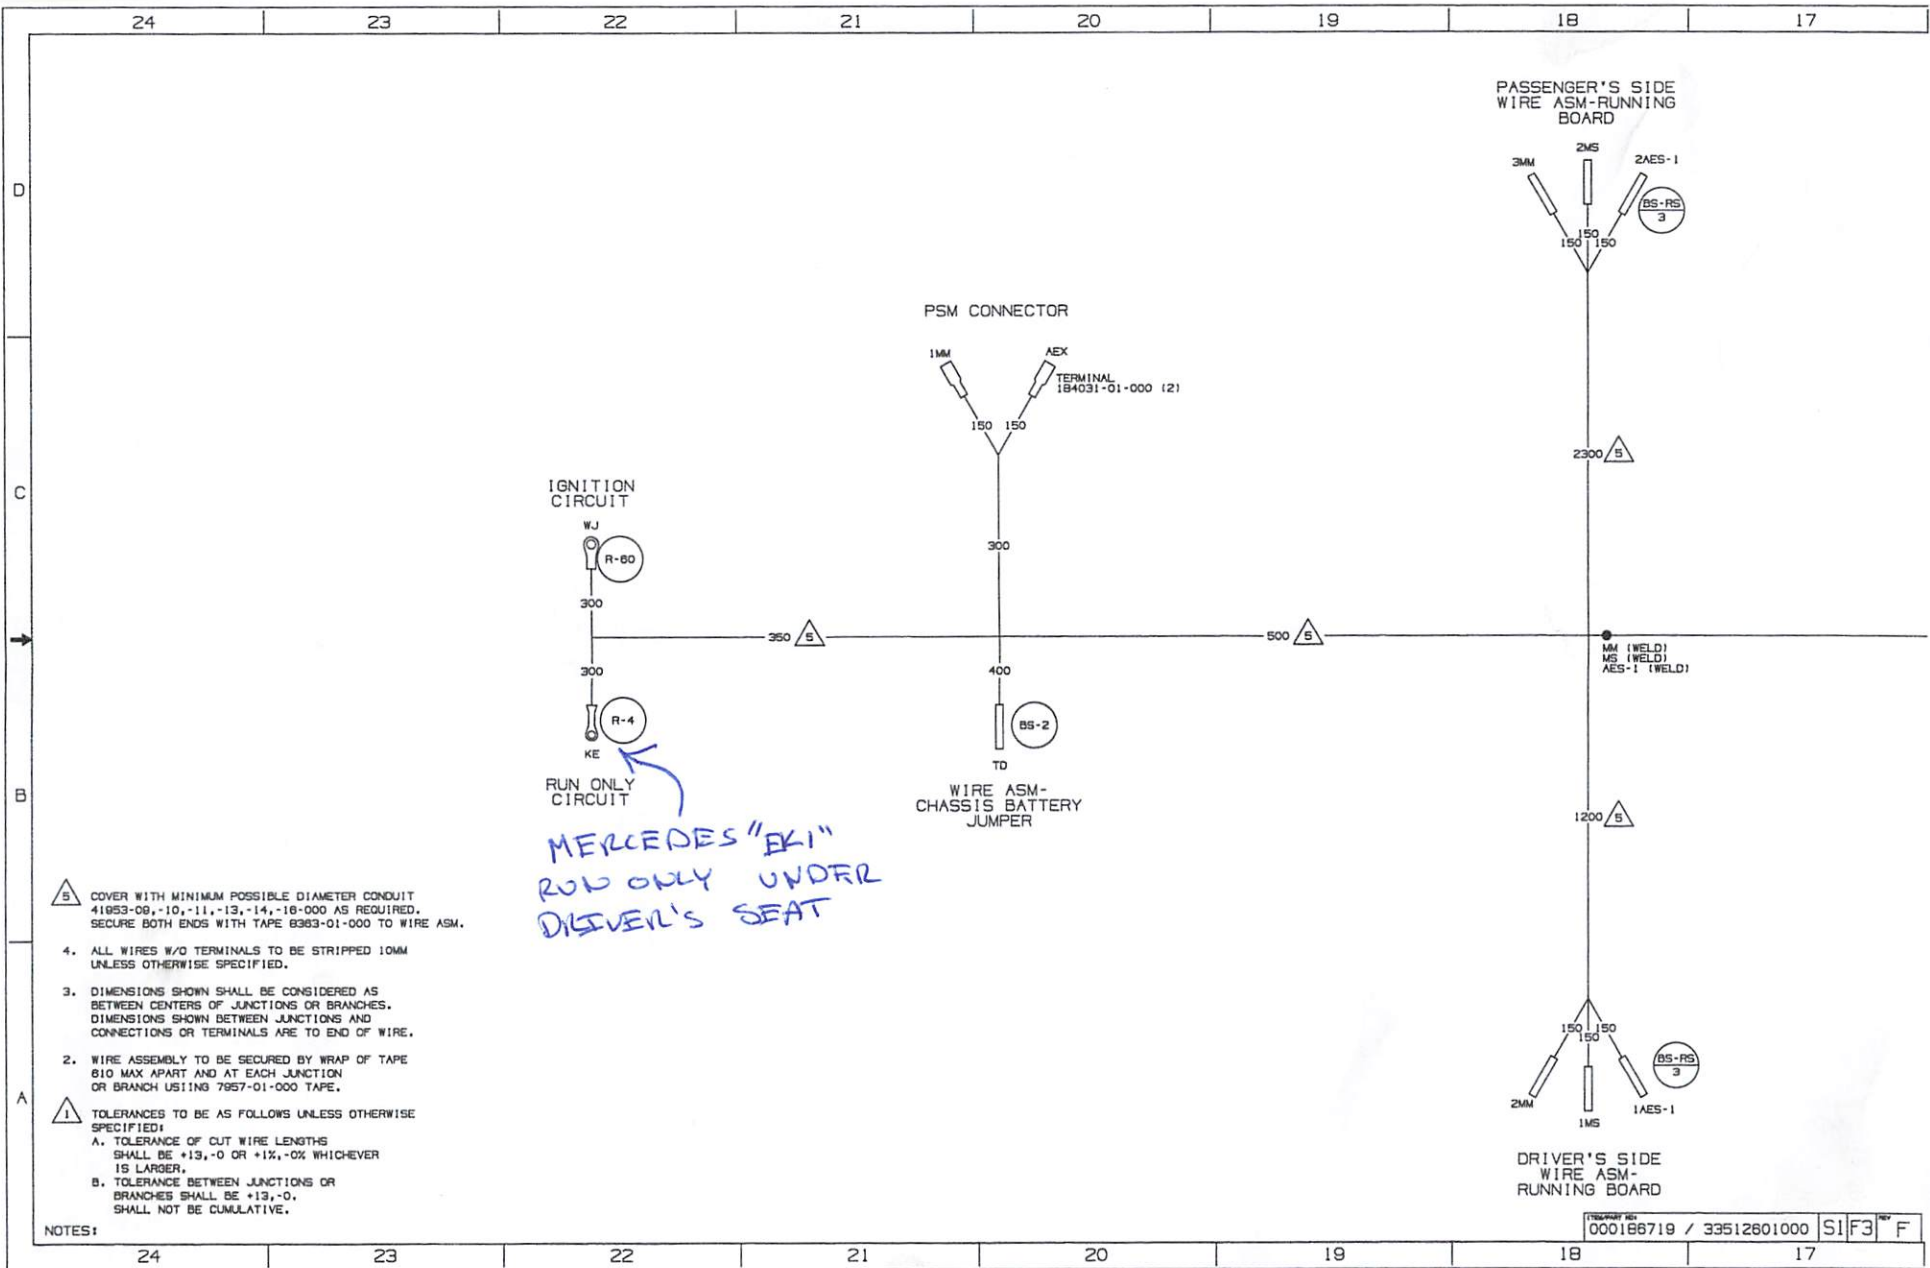 24 23 22 21 20 19 18 17
PASSENGER'S SIDE
WIRE ASM-RUNNING
BOARD
2MS
3MM
2AES-1
D
BS-RS
3
150 150 150
PSM CONNECTOR
1MM
AEX
TERMINAL
184031-01-000 (2)
150 150
2300 5
C
IGNITION
CIRCUIT
WJ
R-60
300
300
350 5
500 5
MM (WELD)
MS (WELD)
AES-1 (WELD)
300
400
R-4
BS-2
KE
TD
RUN ONLY
CIRCUIT
WIRE ASM-
CHASSIS BATTERY
JUMPER
B
1200 5
MERCEDES "EK1"
RUN ONLY UNDER
DRIVER'S SEAT
5 COVER WITH MINIMUM POSSIBLE DIAMETER CONDUIT
41953-09,-10,-11,-13,-14,-16-000 AS REQUIRED.
SECURE BOTH ENDS WITH TAPE 8363-01-000 TO WIRE ASM.
4. ALL WIRES W/O TERMINALS TO BE STRIPPED 10MM
UNLESS OTHERWISE SPECIFIED.
3. DIMENSIONS SHOWN SHALL BE CONSIDERED AS
BETWEEN CENTERS OF JUNCTIONS OR BRANCHES.
DIMENSIONS SHOWN BETWEEN JUNCTIONS AND
CONNECTIONS OR TERMINALS ARE TO END OF WIRE.
2. WIRE ASSEMBLY TO BE SECURED BY WRAP OF TAPE
610 MAX APART AND AT EACH JUNCTION
OR BRANCH USIING 7957-01-000 TAPE.
A
1 TOLERANCES TO BE AS FOLLOWS UNLESS OTHERWISE
SPECIFIED:
A. TOLERANCE OF CUT WIRE LENGTHS
SHALL BE +13,-0 OR +1%,-0% WHICHEVER
IS LARGER.
B. TOLERANCE BETWEEN JUNCTIONS OR
BRANCHES SHALL BE +13,-0.
SHALL NOT BE CUMULATIVE.
NOTES:
150 150
150
BS-RS
3
2MM
1MS
1AES-1
DRIVER'S SIDE
WIRE ASM-
RUNNING BOARD
ITEM/PART NO:
000186719 / 33512601000 S1 F3 REV F
24 23 22 21 20 19 18 17